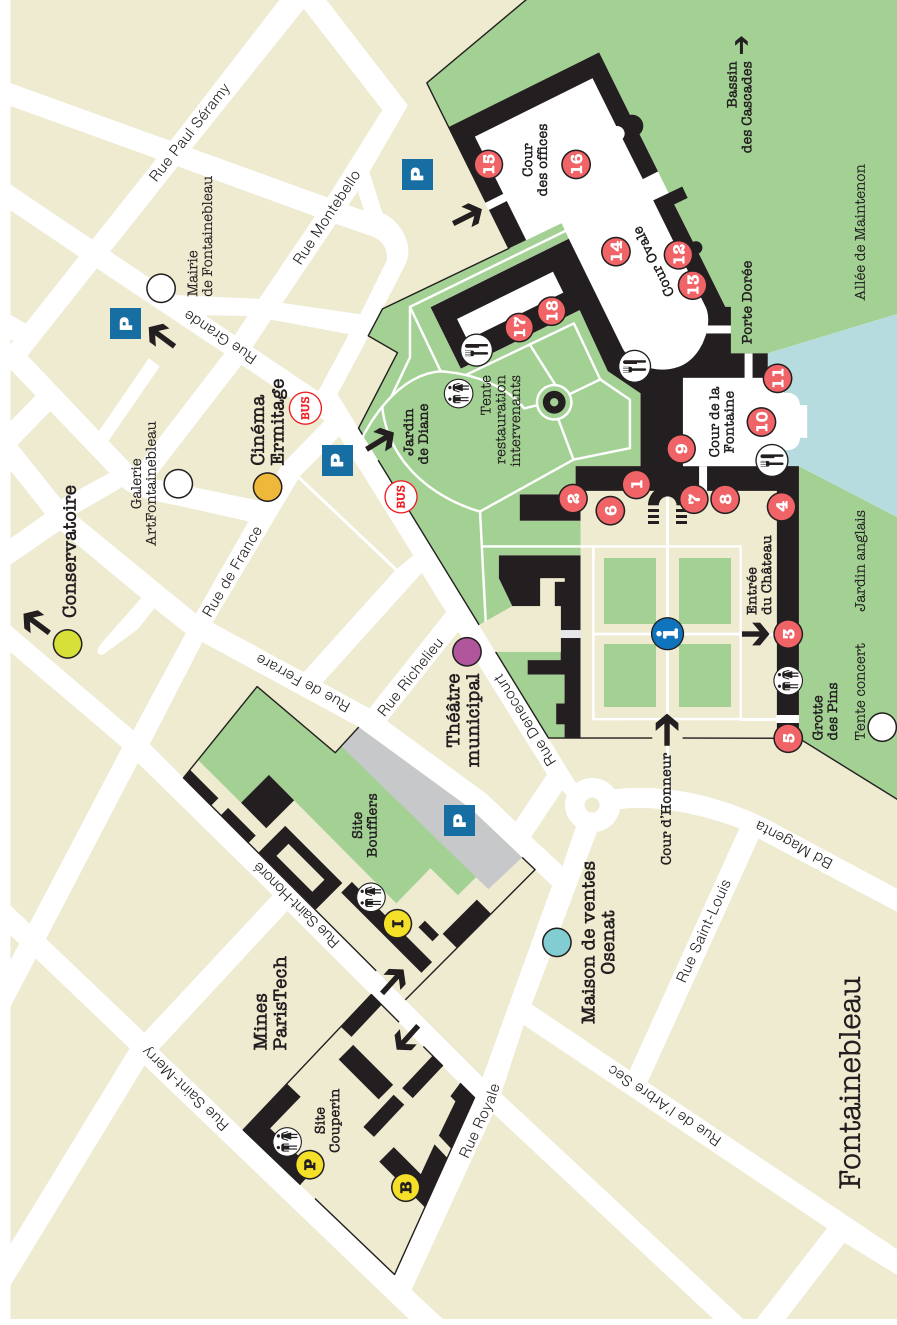 Fontainebleau
Conservatoire
Galerie
ArtFontainebleau
Cinéma
Ermitage
Mairie
de Fontainebleau
Rue Paul Séramy
Rue Montebello
Rue Grande
Rue de France
Rue de Ferrare
Rue Richelieu
Rue Denecourt
Rue Saint-Honoré
Rue Saint-Merry
Rue Royale
Rue de l'Arbre Sec
Rue Saint-Louis
Bd Magenta
P
P
P
P
BUS
BUS
Théâtre
municipal
Mines
ParisTech
Site
Boufflers
I
Site
Couperin
P
B
Maison de ventes
Osenat
Cour d'Honneur
i
Entrée
du Château
Grotte
des Pins
Tente concert
Jardin anglais
Jardin
de Diane
Tente
restauration
intervenants
Cour de la
Fontaine
Cour Ovale
Cour
des offices
Porte Dorée
Allée de Maintenon
Bassin
des Cascades
1
2
3
4
5
6
7
8
9
10
11
12
13
14
15
16
17
18